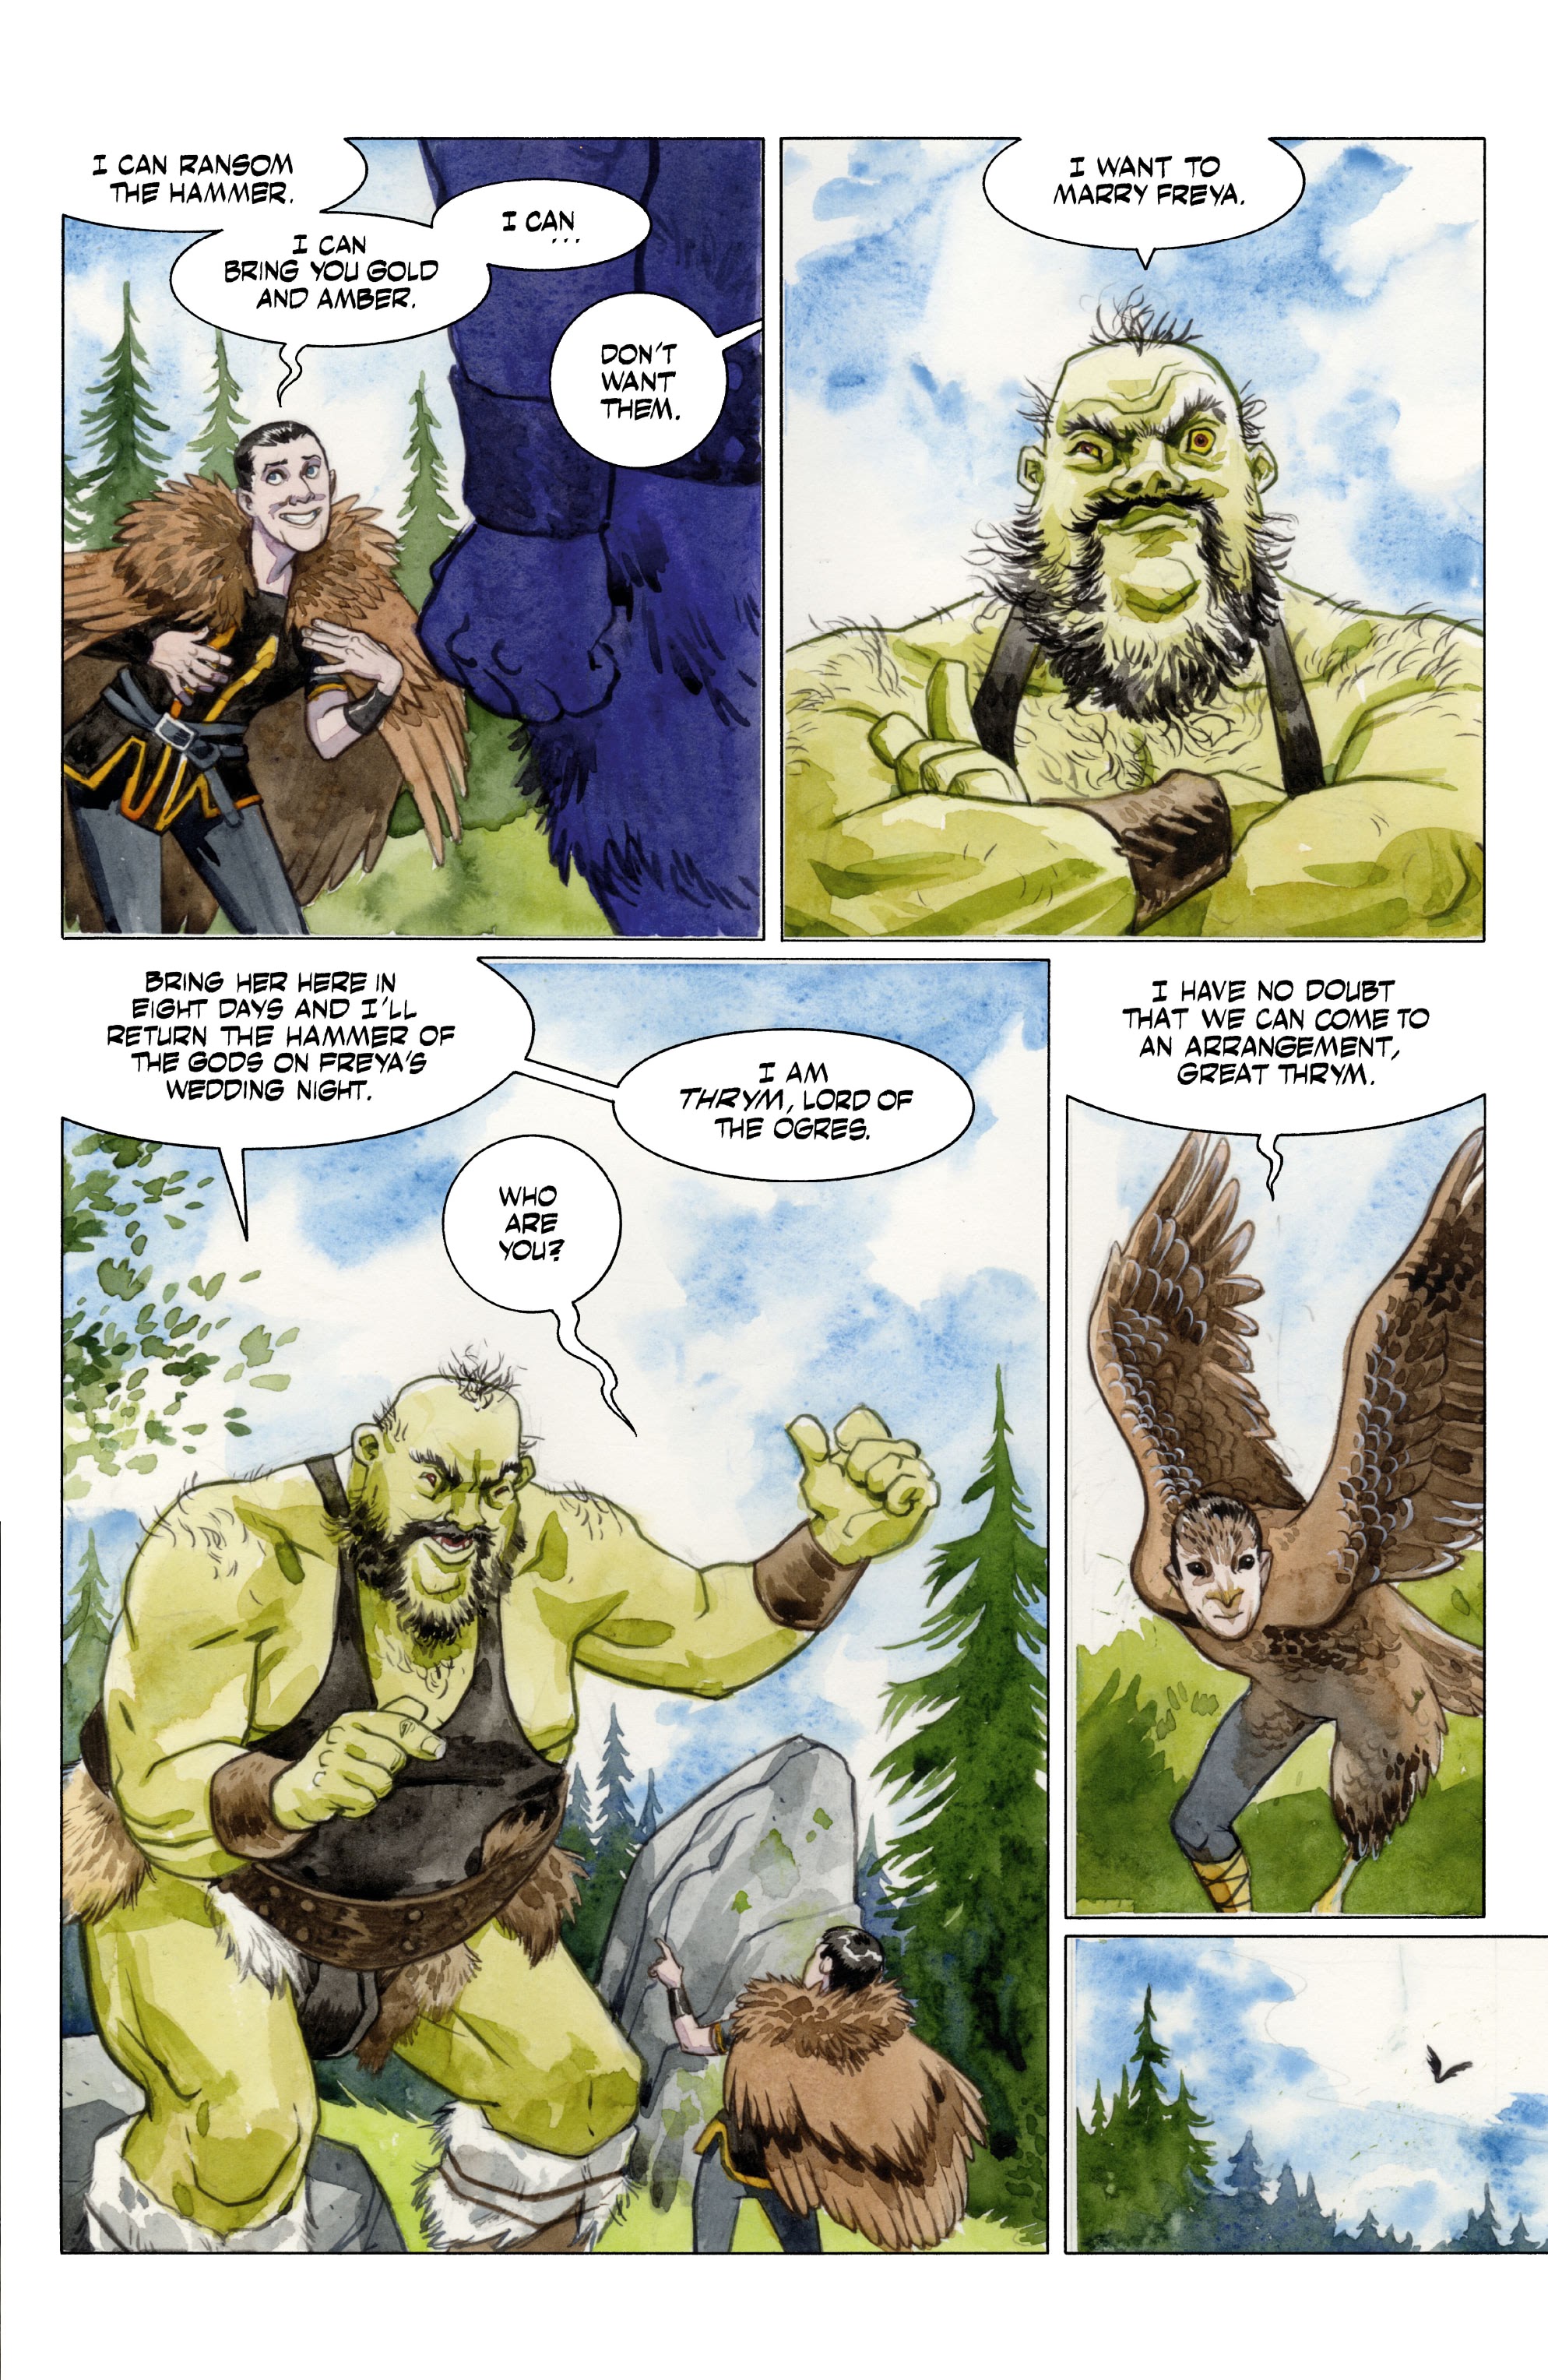 I CAN RANSOM
THE HAMMER.
I CAN
BRING YOU GOLD
AND AMBER.
I CAN...
DON'T
WANT
THEM.
I WANT TO
MARRY FREYA.
BRING HER HERE IN
EIGHT DAYS AND I'LL
RETURN THE HAMMER OF
THE GODS ON FREYA'S
WEDDING NIGHT.
WHO
ARE
YOU?
I AM
THRYM, LORD OF
THE OGRES.
I HAVE NO DOUBT
THAT WE CAN COME TO
AN ARRANGEMENT,
GREAT THRYM.